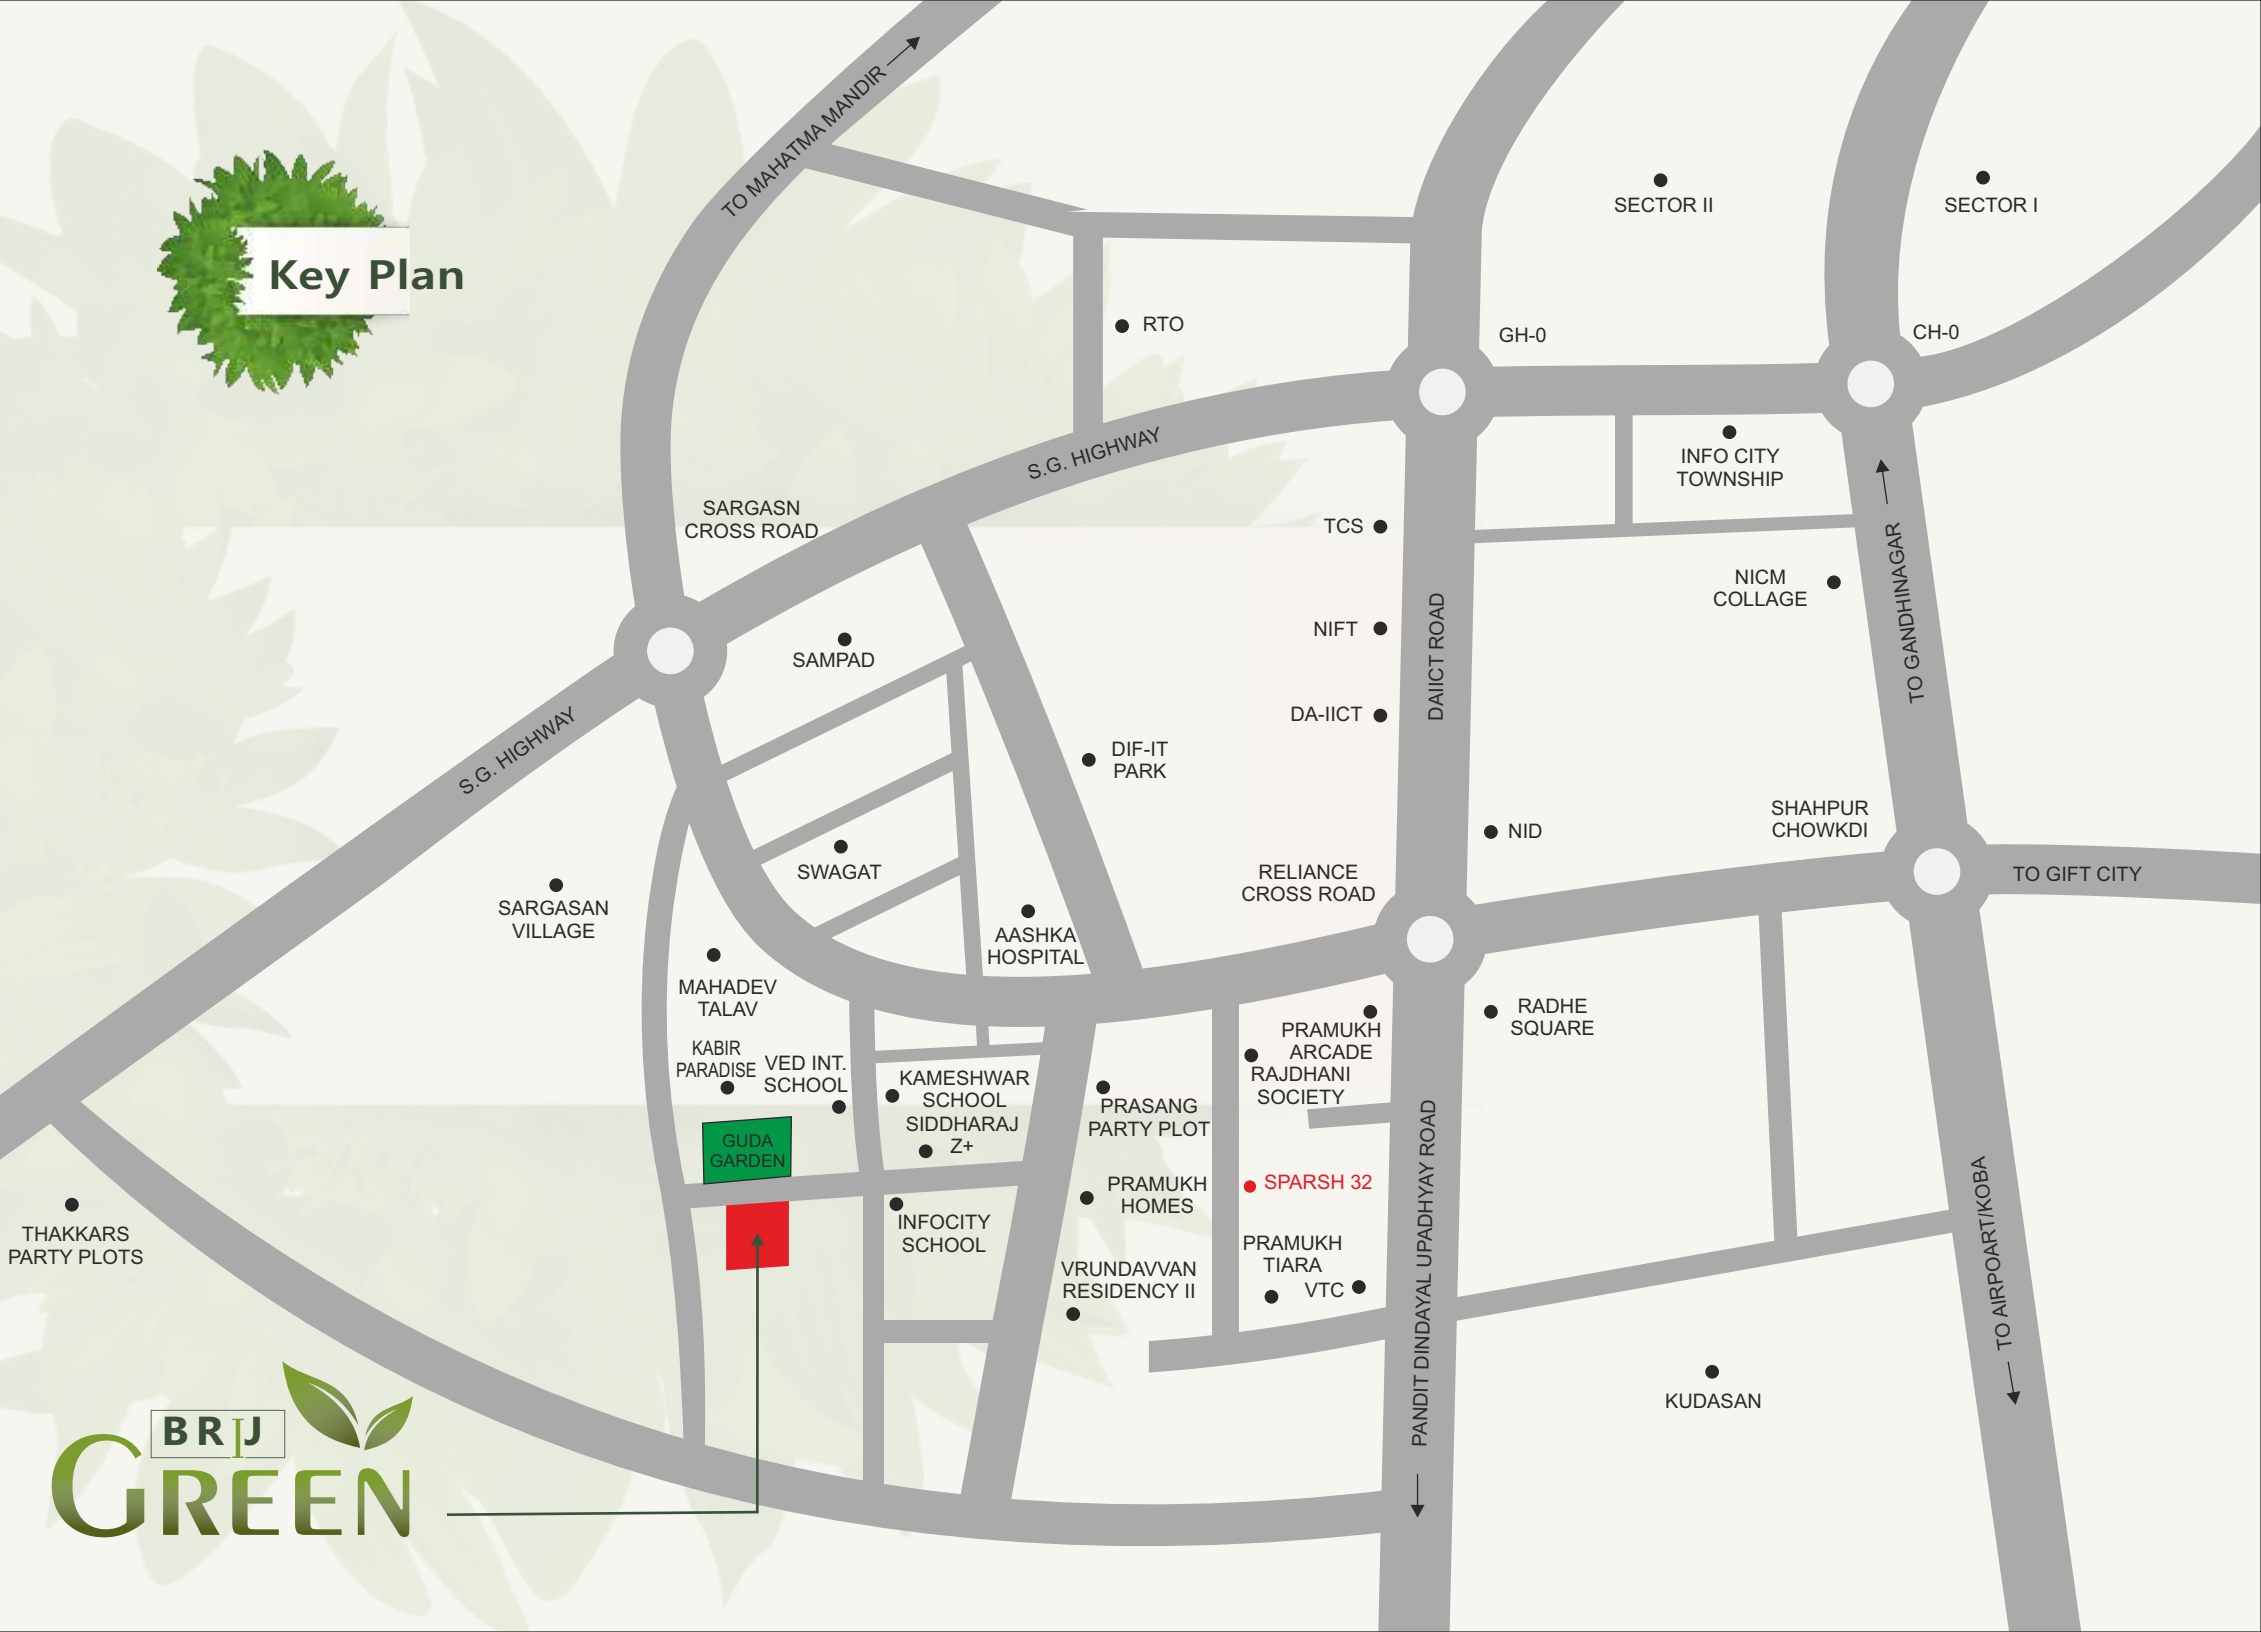 TO MAHATMA MANDIR
Key Plan
SECTOR II
SECTOR I
RTO
GH-0
CH-0
S.G. HIGHWAY
INFO CITY
TOWNSHIP
SARGASN
CROSS ROAD
TCS
NICM
COLLAGE
TO GANDHINAGAR
NIFT
DAIICT ROAD
SAMPAD
DA-IICT
S.G. HIGHWAY
DIF-IT
PARK
SHAHPUR
CHOWKDI
NID
SWAGAT
RELIANCE
CROSS ROAD
TO GIFT CITY
SARGASAN
VILLAGE
AASHKA
HOSPITAL
MAHADEV
TALAV
RADHE
SQUARE
PRAMUKH
ARCADE
KABIR
PARADISE
VED INT.
SCHOOL
KAMESHWAR
SCHOOL
RAJDHANI
SOCIETY
SIDDHARAJ
Z+
PRASANG
PARTY PLOT
GUDA
GARDEN
PRAMUKH
HOMES
SPARSH 32
PANDIT DINDAYAL UPADHYAY ROAD
TO AIRPOART/KOBA
THAKKARS
PARTY PLOTS
INFOCITY
SCHOOL
PRAMUKH
TIARA
VTC
VRUNDAVVAN
RESIDENCY II
KUDASAN
BRIJ
GREEN